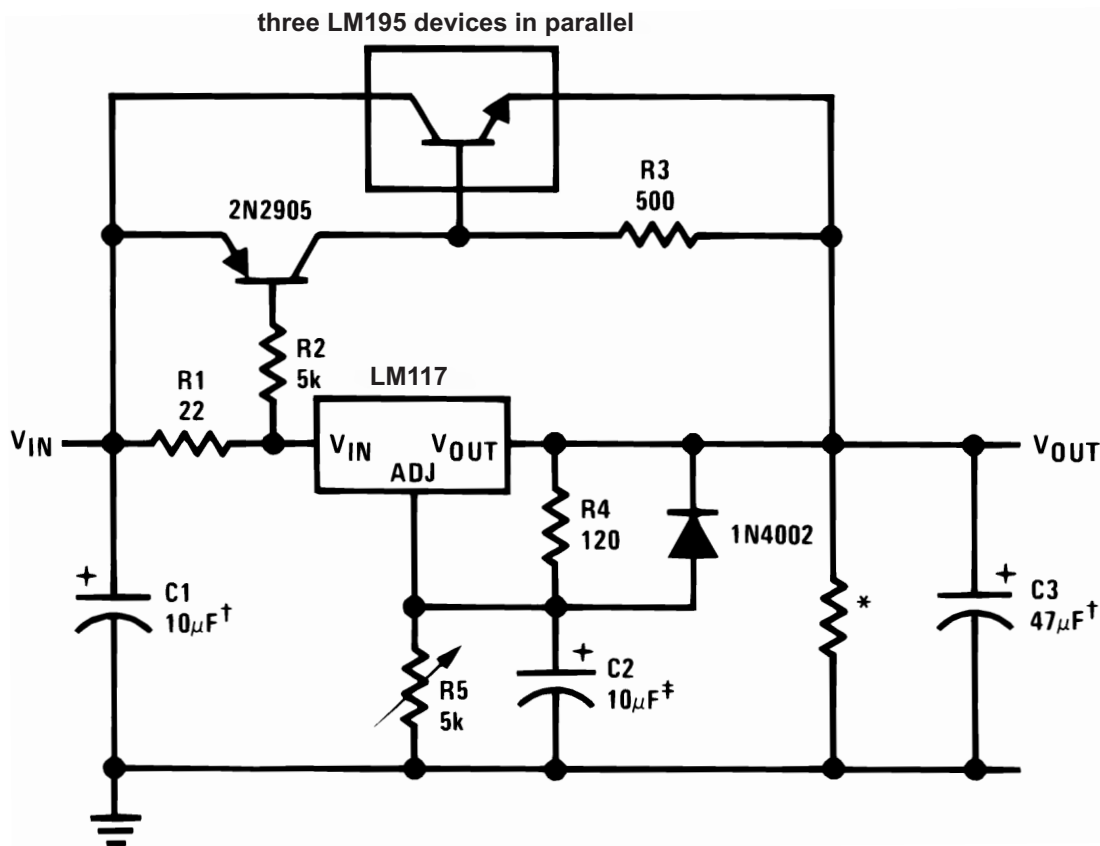 three LM195 devices in parallel
R3
500
2N2905
R2
5k
LM117
R1
22
VIN
VIN
VOUT
ADJ
VOUT
R4
120
1N4002
+
C1
10μF†
*
+
C3
47μF†
R5
5k
+
C2
10μF‡